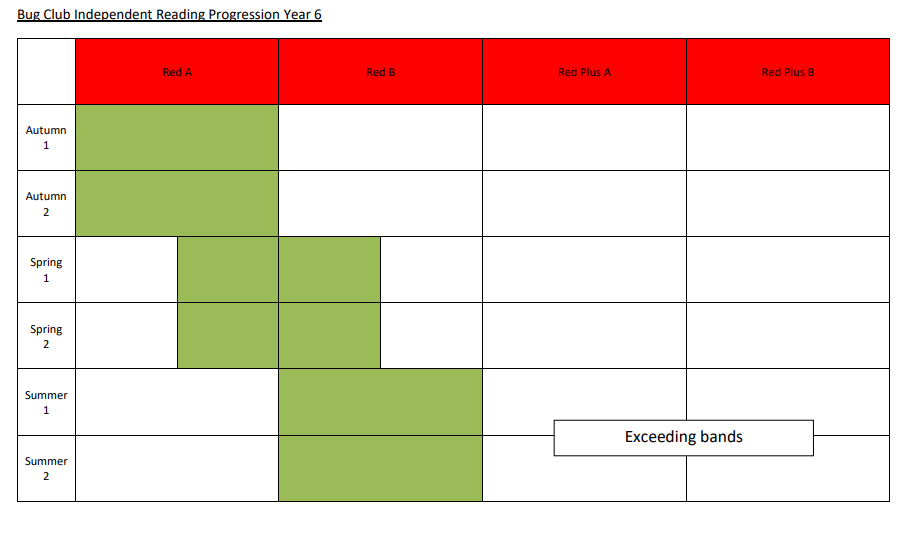 Bug Club Independent Reading Progression Year 6
Red A
Red B
Red Plus A
Red Plus B
Autumn
1
Autumn
2
Spring
1
Spring
2
Summer
1
Exceeding bands
Summer
2